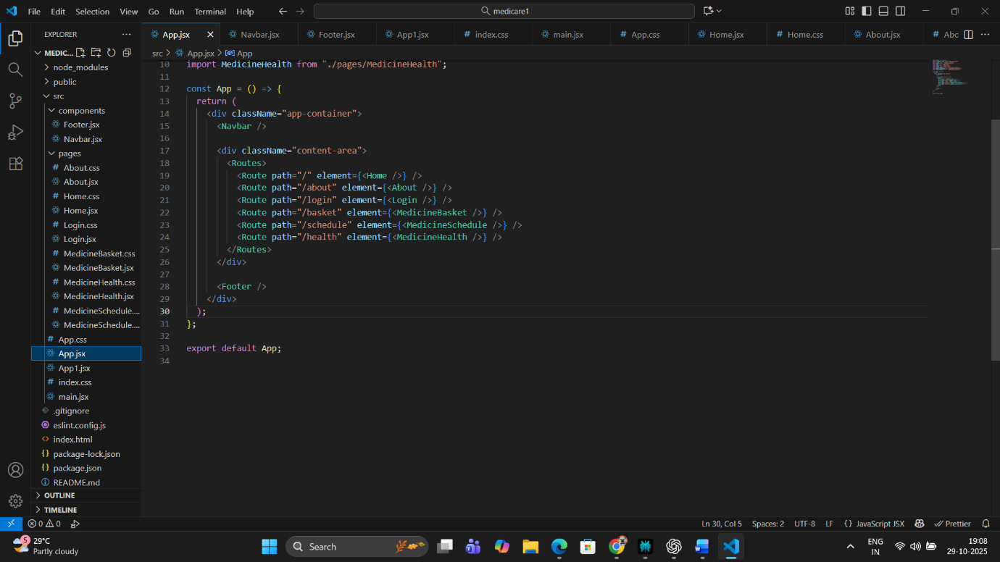 File Edit Selection View Go Run Terminal Help
medicare1
EXPLORER
App.jsx
Navbar.jsx
Footer.jsx
App1.jsx
# index.css
main.jsx
# App.css
Home.jsx
# Home.css
About.jsx
# Abc
MEDIC...
src > App.jsx > App
node_modules
public
src
components
Footer.jsx
Navbar.jsx
pages
# About.css
About.jsx
# Home.css
Home.jsx
# Login.css
Login.jsx
# MedicineBasket.css
MedicineBasket.jsx
# MedicineHealth.css
MedicineHealth.jsx
# MedicineSchedule....
MedicineSchedule....
# App.css
App.jsx
App1.jsx
# index.css
main.jsx
.gitignore
eslint.config.js
<> index.html
{} package-lock.json
{} package.json
README.md
OUTLINE
TIMELINE
10 import MedicineHealth from "./pages/MedicineHealth";
11
12 const App = () => {
13 return (
14 <div className="app-container">
15 <Navbar />
16
17 <div className="content-area">
18 <Routes>
19 <Route path="/" element={<Home />} />
20 <Route path="/about" element={<About />} />
21 <Route path="/login" element={<Login />} />
22 <Route path="/basket" element={<MedicineBasket />} />
23 <Route path="/schedule" element={<MedicineSchedule />} />
24 <Route path="/health" element={<MedicineHealth />} />
25 </Routes>
26 </div>
27
28 <Footer />
29 </div>
30 );
31 };
32
33 export default App;
34
0 0
Ln 30, Col 5 Spaces: 2 UTF-8 LF {} JavaScript JSX Prettier
5
29°C
Partly cloudy
Search
ENG
IN
19:08
29-10-2025